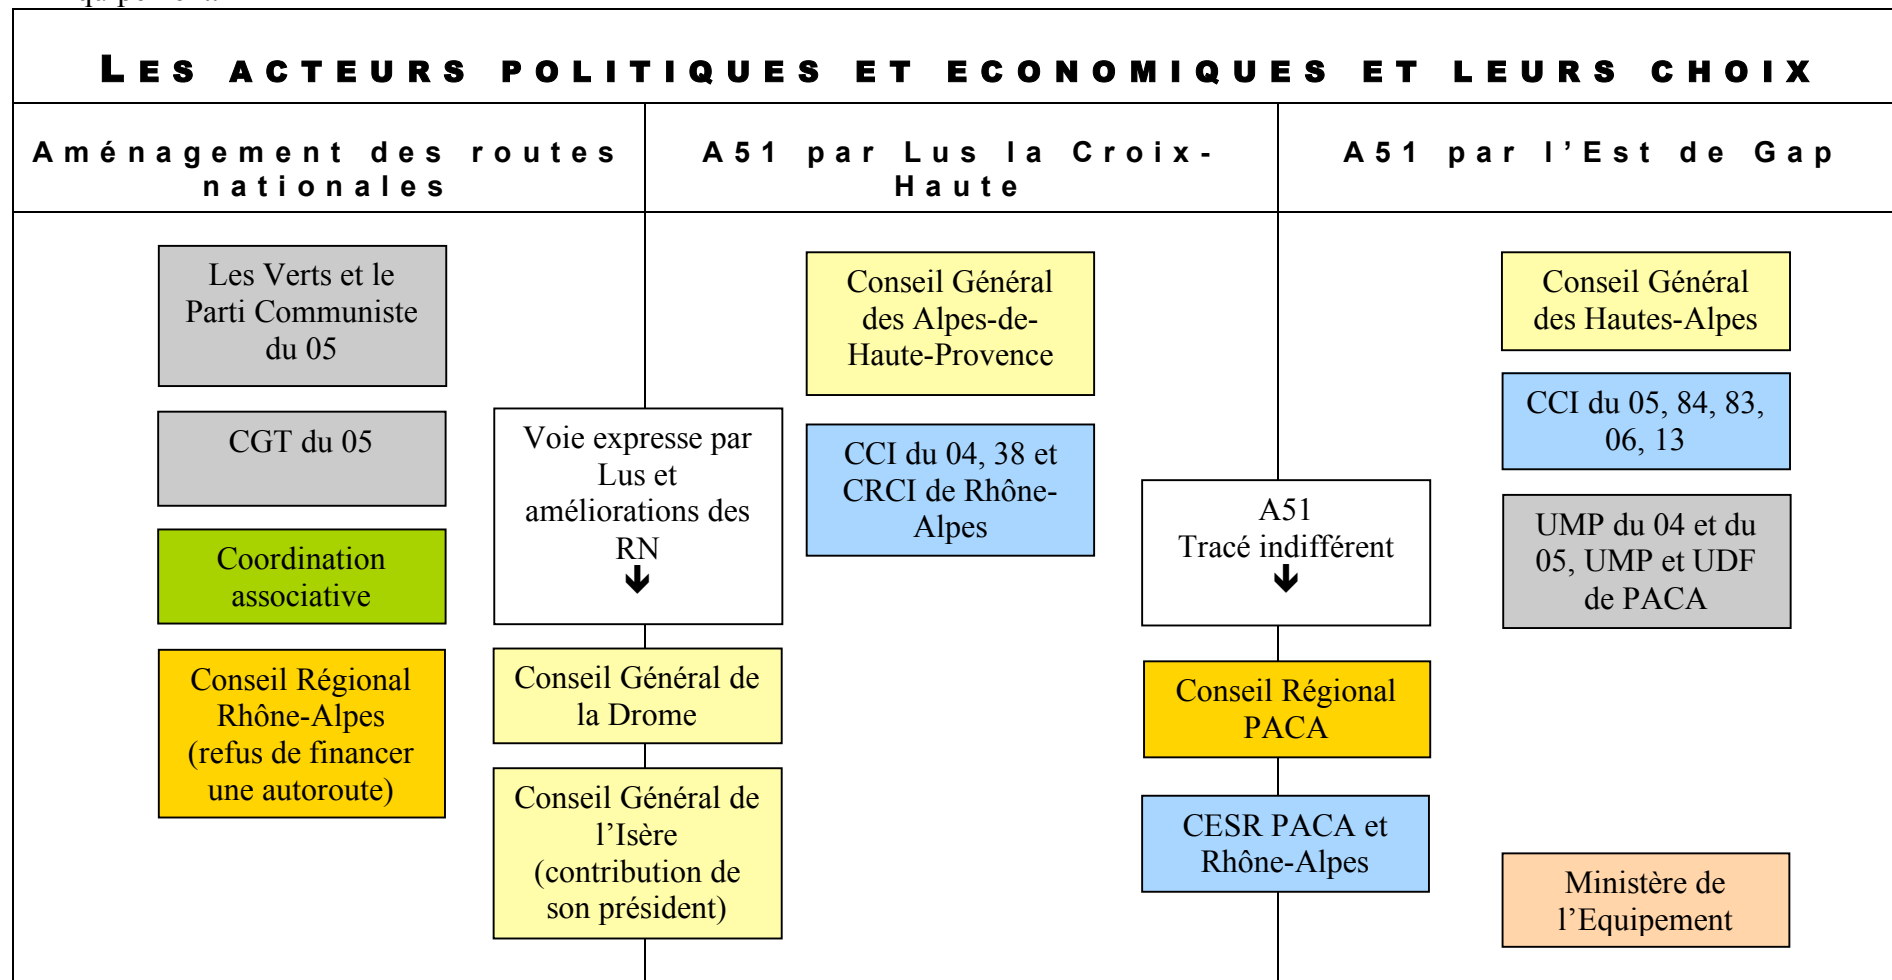 LES ACTEURS POLITIQUES ET ECONOMIQUES ET LEURS CHOIX
Aménagement des routes
nationales
A51 par Lus la Croix-
Haute
A51 par l’Est de Gap
Les Verts et le
Parti Communiste
du 05
CGT du 05
Coordination
associative
Conseil Régional
Rhône-Alpes
(refus de financer
une autoroute)
Voie expresse par
Lus et
améliorations des
RN
Conseil Général de
la Drome
Conseil Général de
l’Isère
(contribution de
son président)
Conseil Général
des Alpes-de-
Haute-Provence
CCI du 04, 38 et
CRCI de Rhône-
Alpes
A51
Tracé indifférent
Conseil Régional
PACA
CESR PACA et
Rhône-Alpes
Conseil Général
des Hautes-Alpes
CCI du 05, 84, 83,
06, 13
UMP du 04 et du
05, UMP et UDF
de PACA
Ministère de
l’Equipement